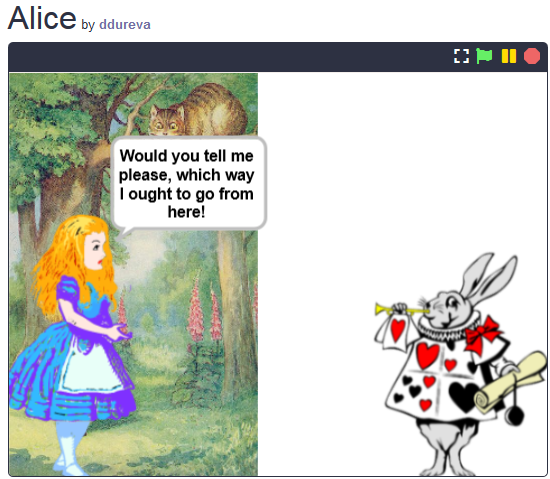 Alice by ddureva
Would you tell me
please, which way
I ought to go from
here!